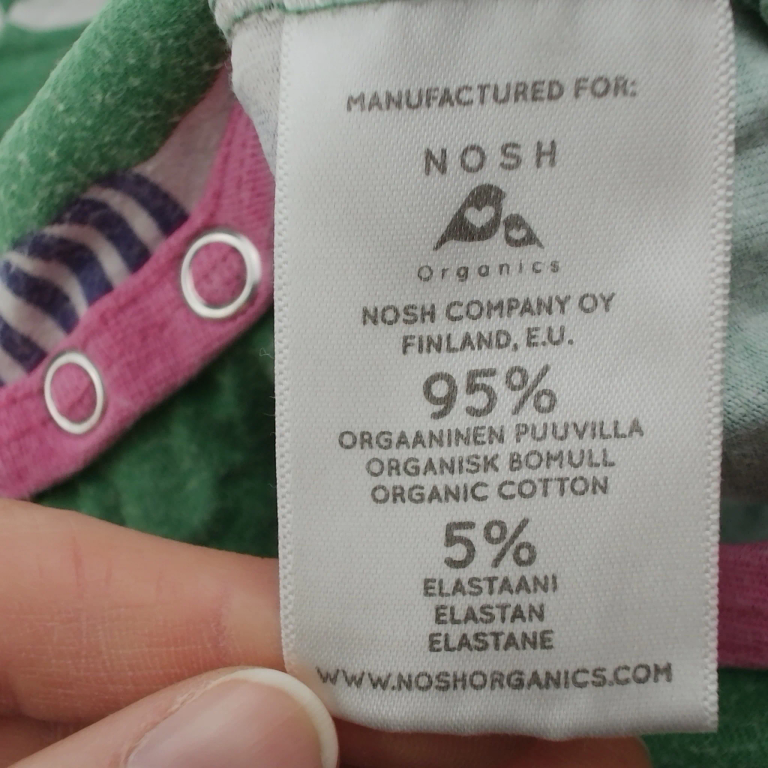 MANUFACTURED FOR:
NOSH
Organics
NOSH COMPANY OY
FINLAND, E.U.
95%
ORGAANINEN PUUVILLA
ORGANISK BOMULL
ORGANIC COTTON
5%
ELASTAANI
ELASTAN
ELASTANE
WWW.NOSHORGANICS.COM